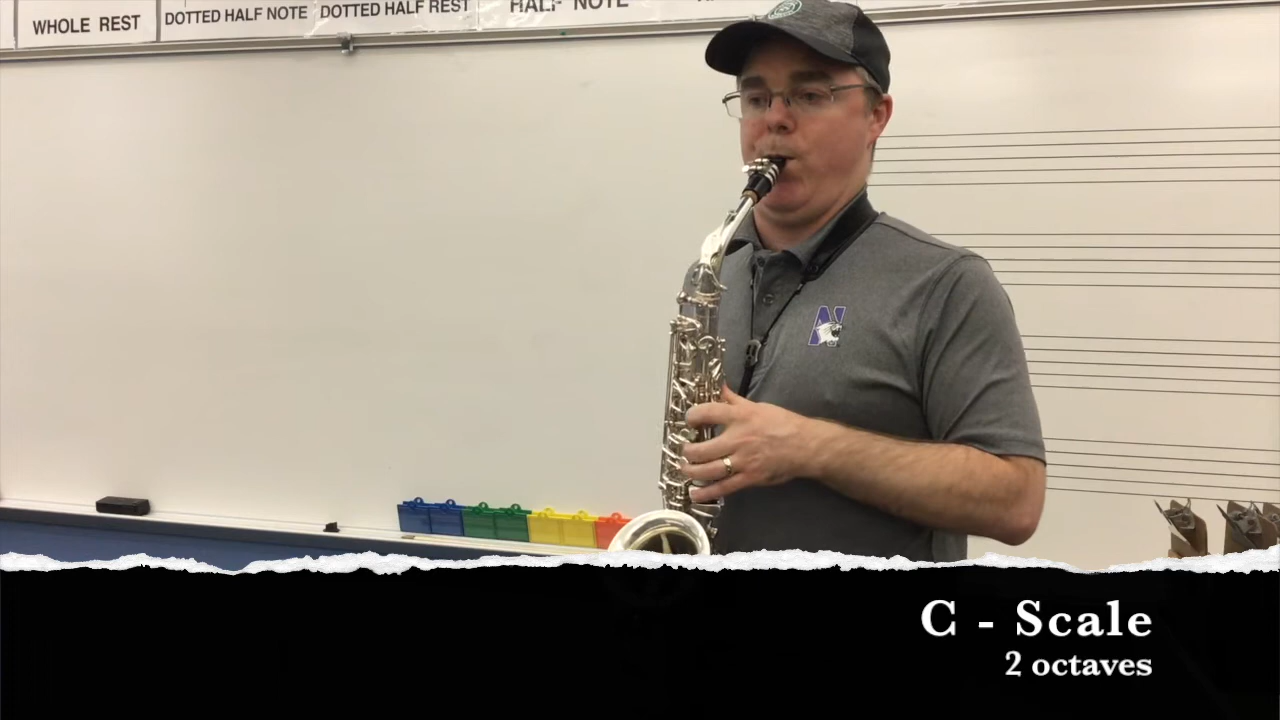 WHOLE REST
DOTTED HALF NOTE
DOTTED HALF REST
HALF NOTE
N
C - Scale
2 octaves